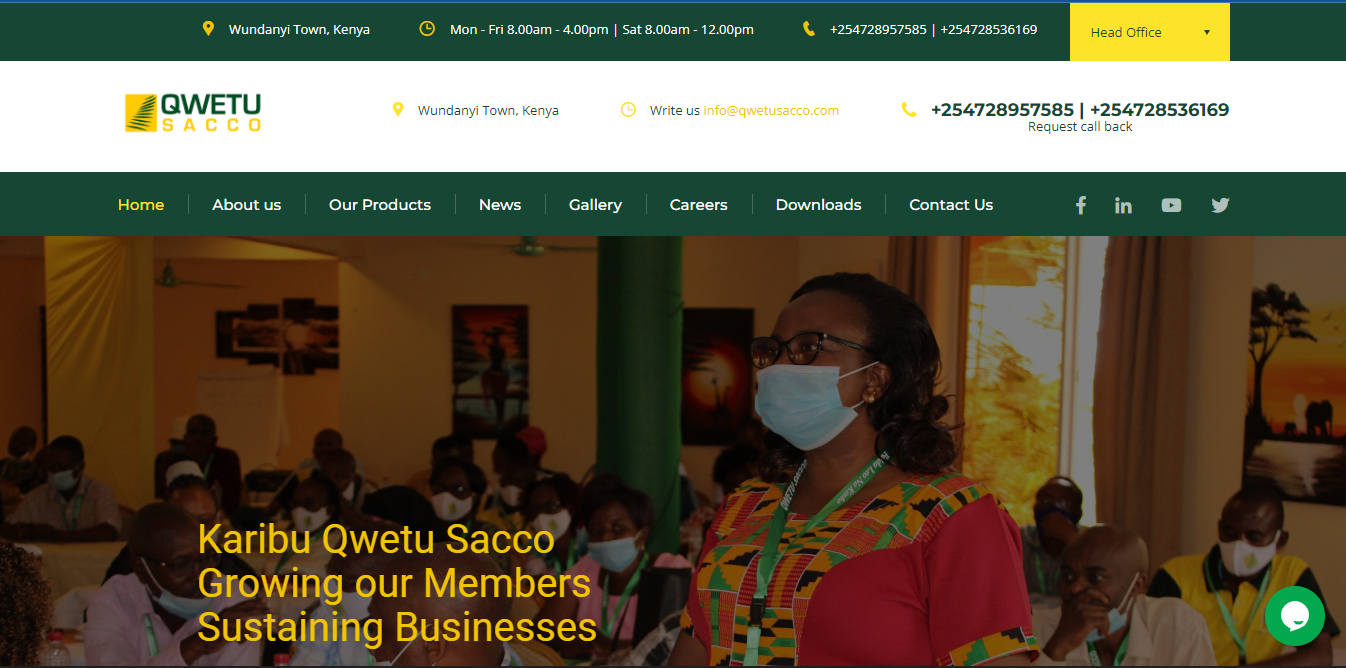 Wundanyi Town, Kenya
Mon - Fri 8.00am - 4.00pm | Sat 8.00am - 12.00pm
+254728957585 | +254728536169
Head Office
QWETU
SACCO
Wundanyi Town, Kenya
Write us info@qwetusacco.com
+254728957585 | +254728536169
Request call back
Home
About us
Our Products
News
Gallery
Careers
Downloads
Contact Us
Karibu Qwetu Sacco
Growing our Members
Sustaining Businesses